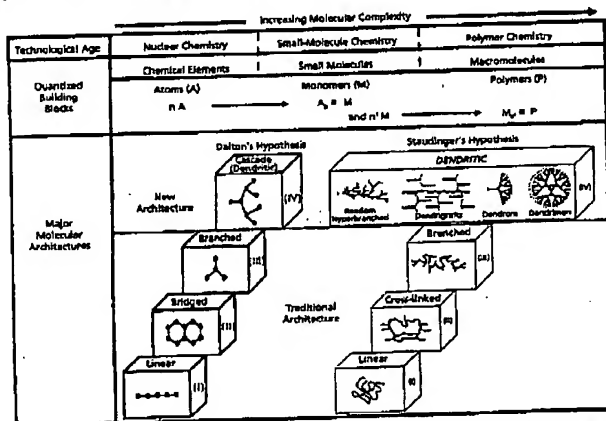 Increasing Molecular Complexity
Technological Age
Nuclear Chemistry
Small-Molecule Chemistry
Polymer Chemistry
Chemical Elements
Small Molecules
Macromolecules
Quantized
Building
Blocks
Atoms (A)
Monomers (M)
Polymers (P)
n A
= M
and n' M
= P
Dalton's Hypothesis
Staudinger's Hypothesis
Major
Molecular
Architectures
New
Architecture
Cascade
(Dendritic)
(IV)
DENDRITIC
Random
Hyperbranched
Dendrigrafts
Dendrons
Dendrimers
(IV)
Branched
(III)
Branched
(III)
Traditional
Architecture
Bridged
(II)
Cross-linked
(II)
Linear
(I)
Linear
(I)